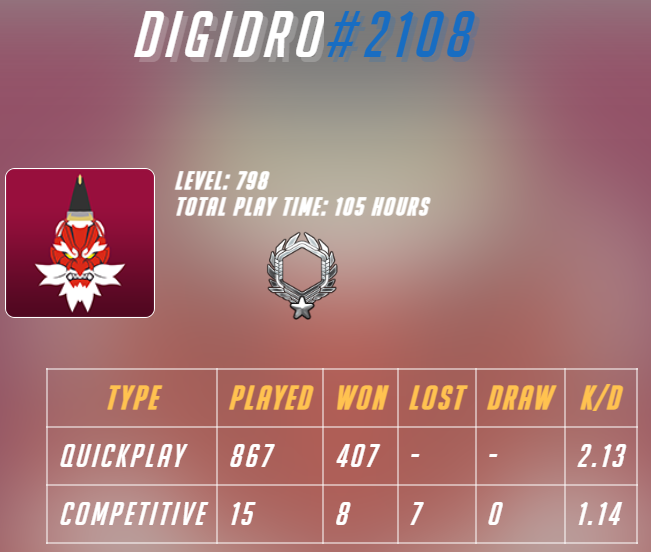 DIGIDRO#2108
LEVEL: 798
TOTAL PLAY TIME: 105 HOURS
TYPE PLAYED WON LOST DRAW K/D
QUICKPLAY 867 407 - - 2.13
COMPETITIVE 15 8 7 0 1.14